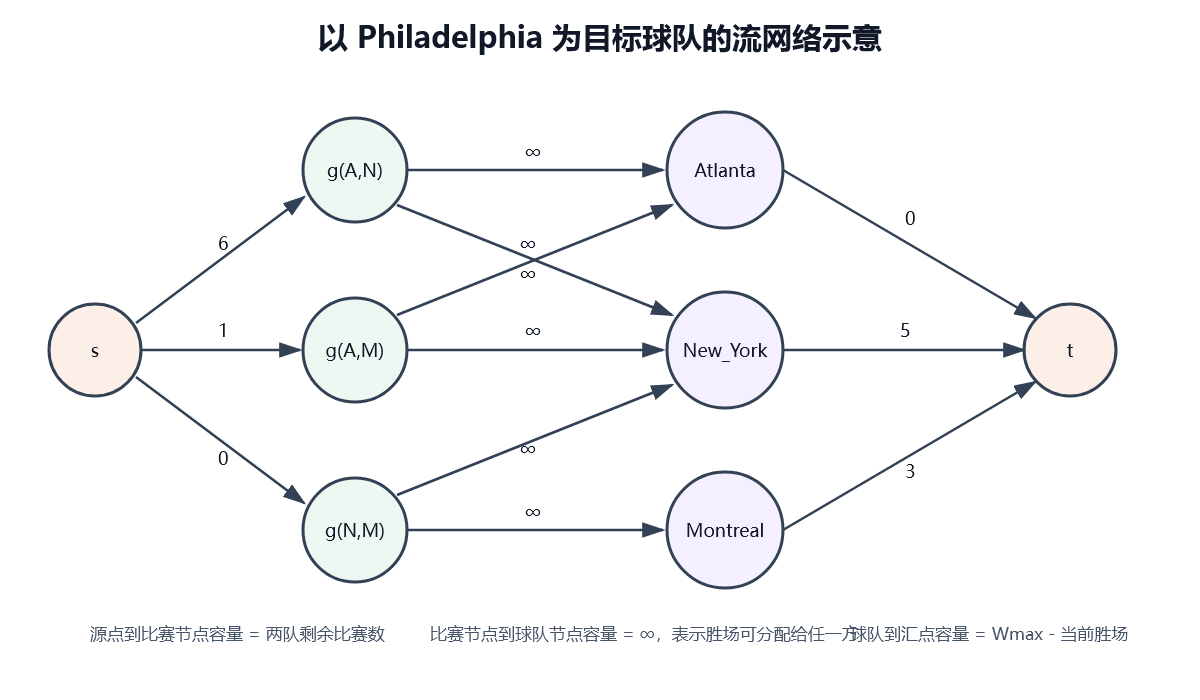 以 Philadelphia 为目标球队的流网络示意
g(A,N)
∞
Atlanta
6
∞
∞
0
s
1
g(A,M)
∞
New_York
5
t
0
∞
3
g(N,M)
∞
Montreal
源点到比赛节点容量 = 两队剩余比赛数
比赛节点到球队节点容量 = ∞，表示胜场可分配给任一方
球队到汇点容量 = Wmax - 当前胜场